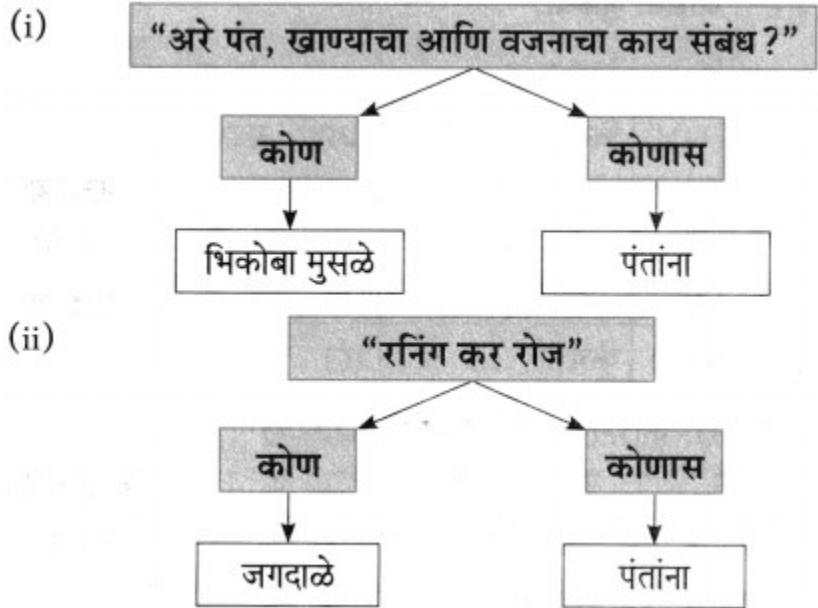 (i)
“अरे पंत, खाण्याचा आणि वजनाचा काय संबंध ?”
कोण कोणास
भिकोबा मुसळे पंतांना
(ii)
“रनिंग कर रोज”
कोण कोणास
जगदाळे पंतांना